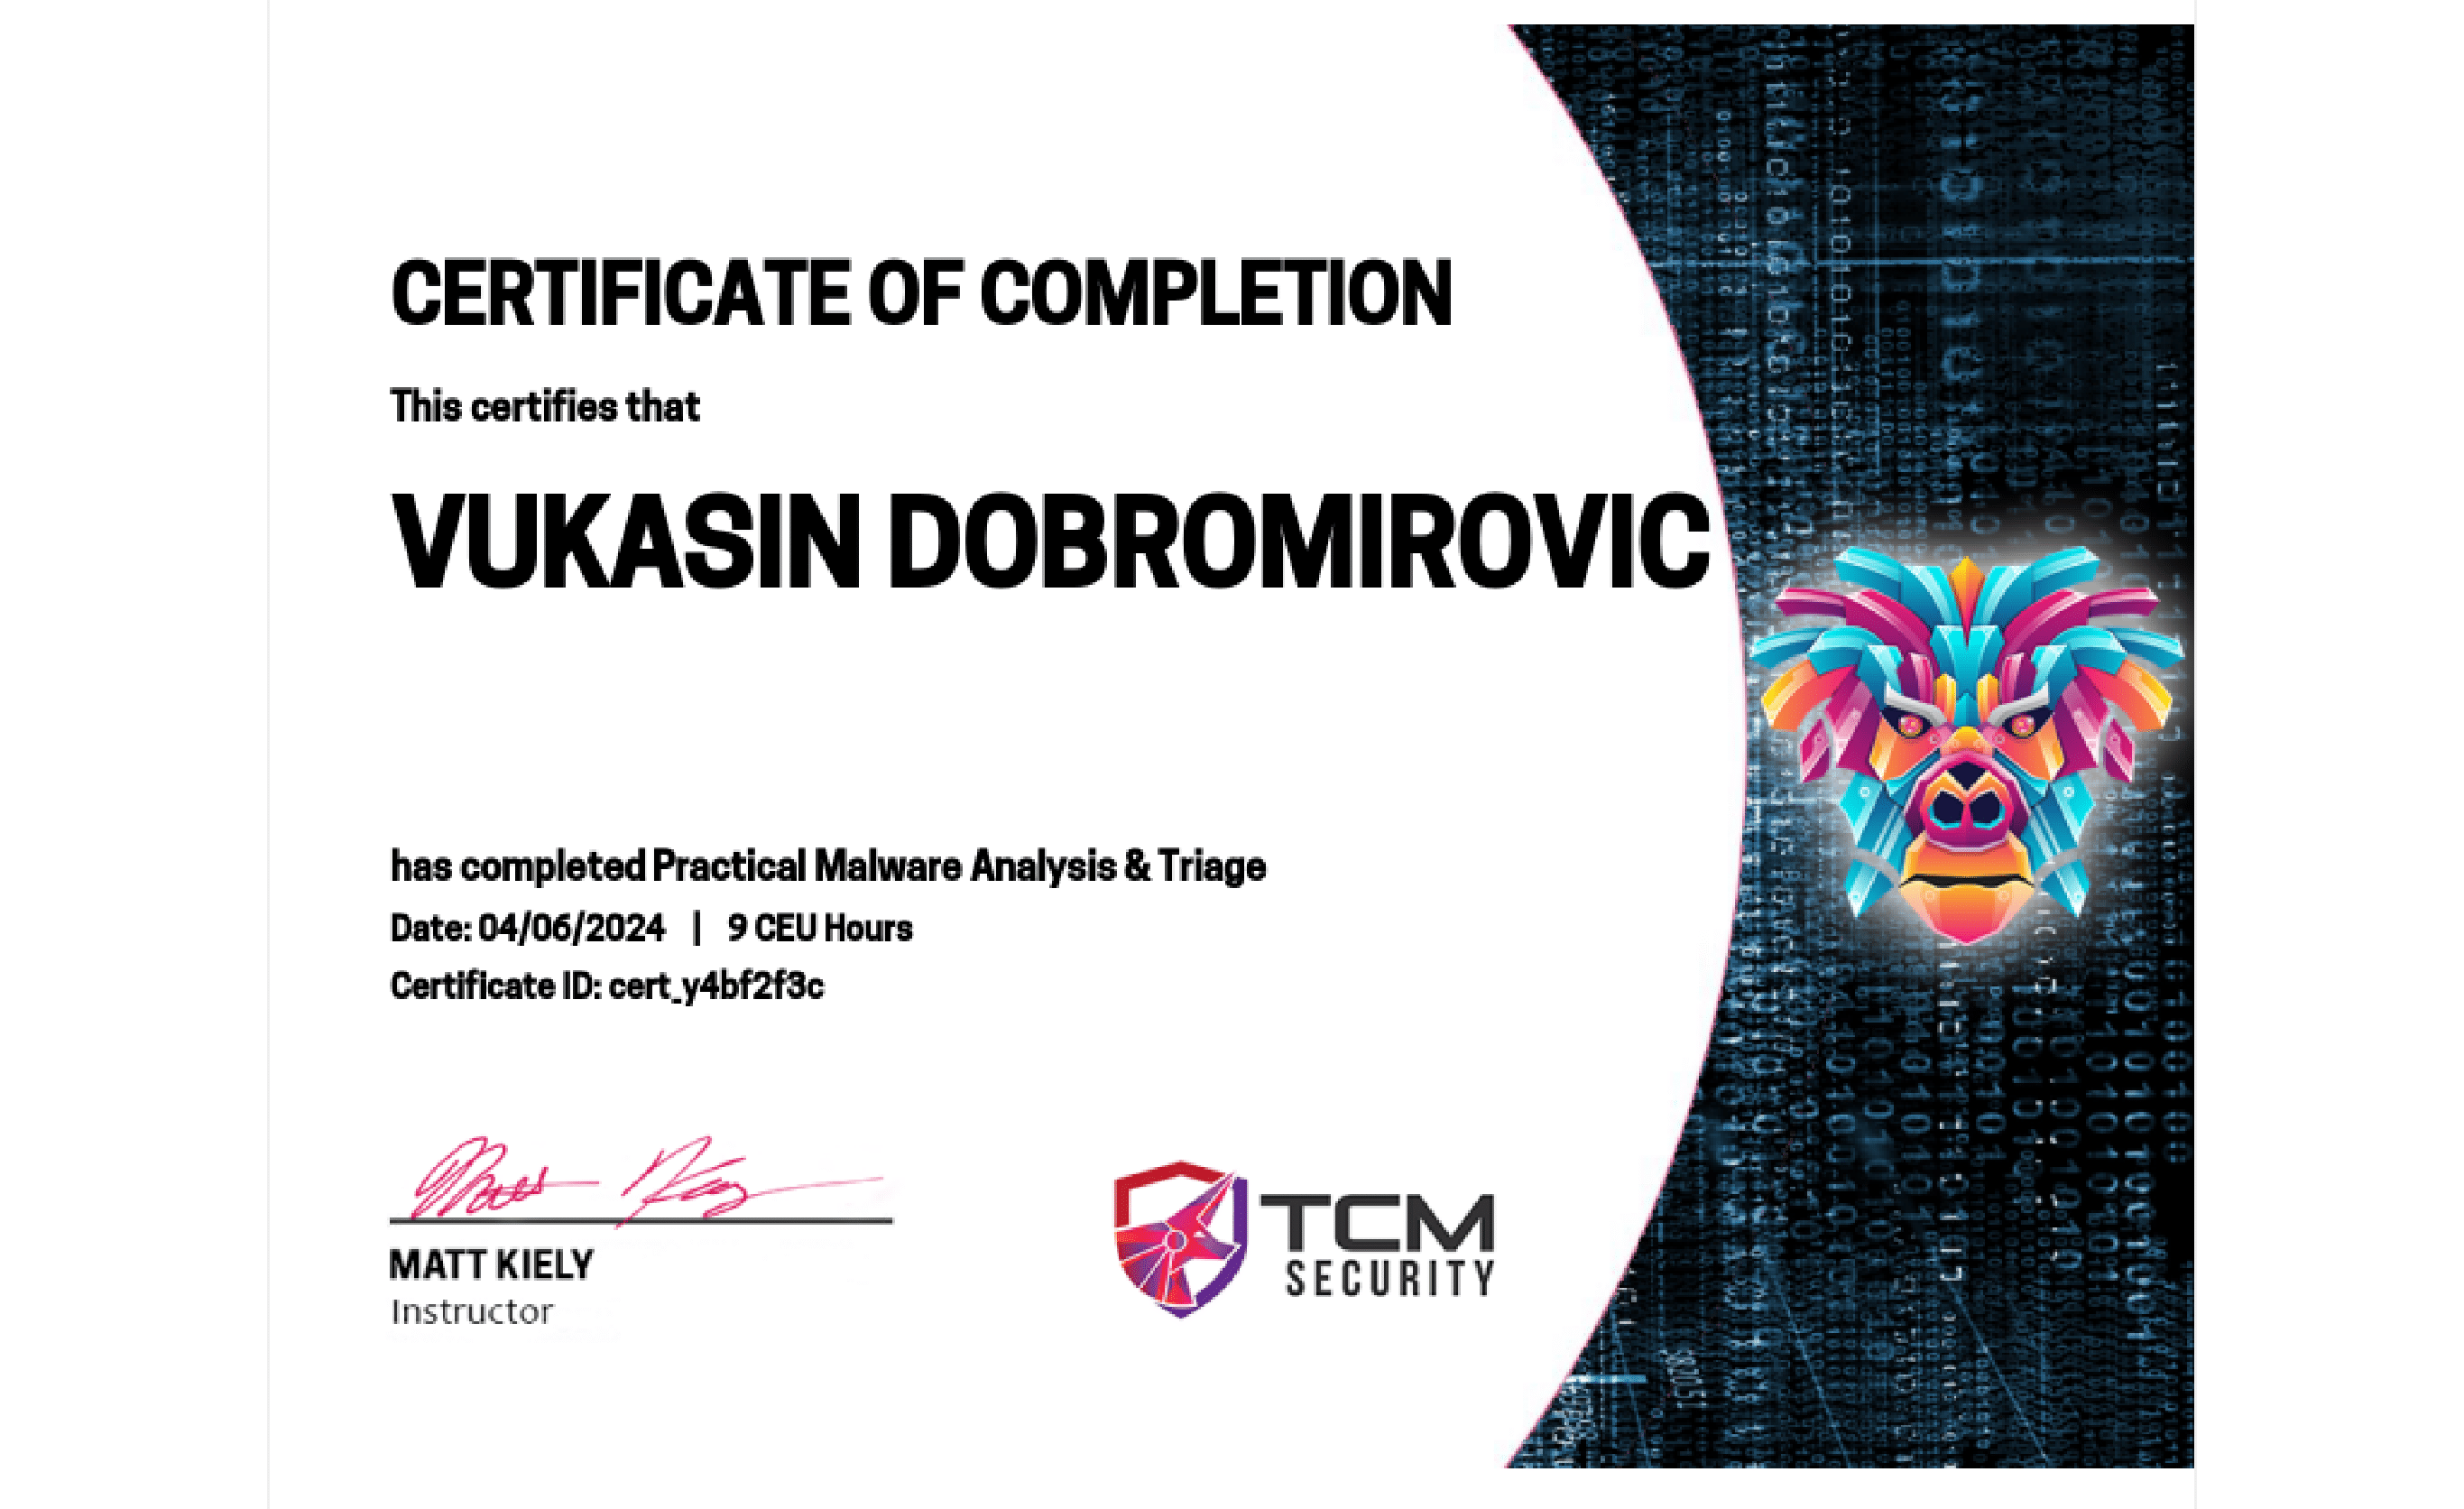 CERTIFICATE OF COMPLETION
This certifies that
VUKASIN DOBROMIROVIC
has completed Practical Malware Analysis & Triage
Date: 04/06/2024 | 9 CEU Hours
Certificate ID: cert_y4bf2f3c
MATT KIELY
Instructor
TCM
SECURITY